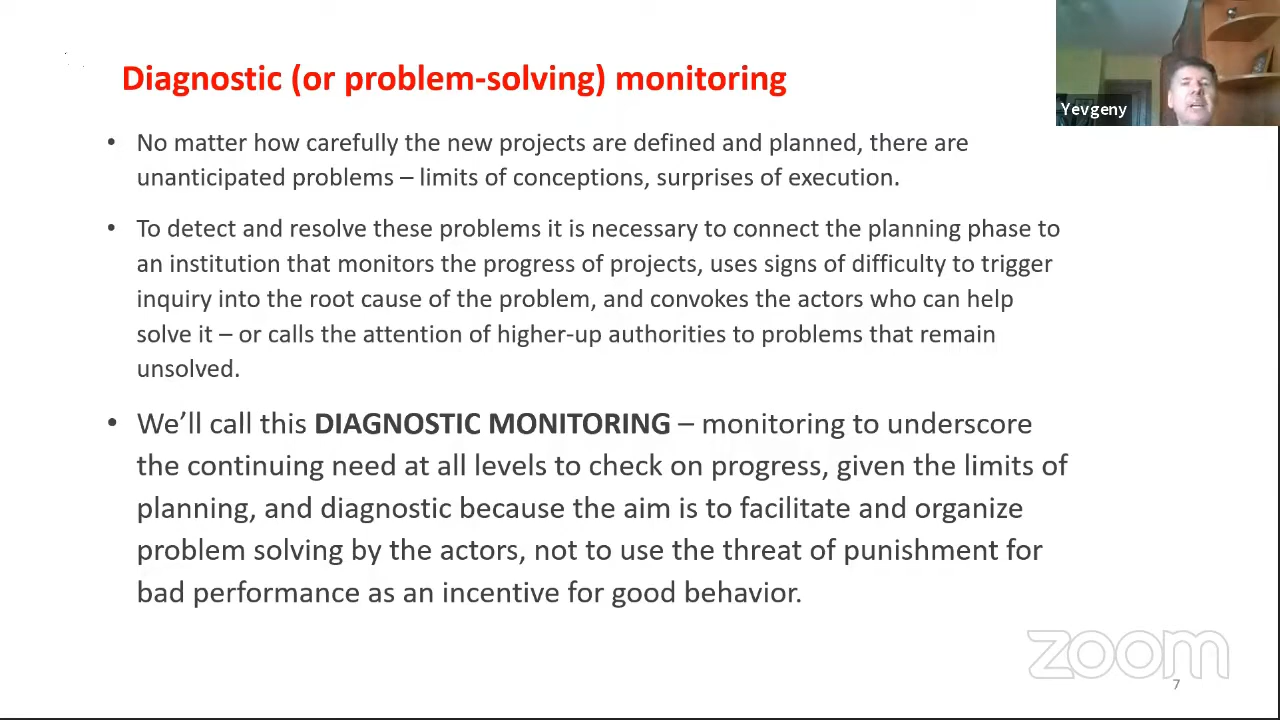 Diagnostic (or problem-solving) monitoring
Yevgeny
• No matter how carefully the new projects are defined and planned, there are
unanticipated problems – limits of conceptions, surprises of execution.
• To detect and resolve these problems it is necessary to connect the planning phase to
an institution that monitors the progress of projects, uses signs of difficulty to trigger
inquiry into the root cause of the problem, and convokes the actors who can help
solve it – or calls the attention of higher-up authorities to problems that remain
unsolved.
• We’ll call this DIAGNOSTIC MONITORING – monitoring to underscore
the continuing need at all levels to check on progress, given the limits of
planning, and diagnostic because the aim is to facilitate and organize
problem solving by the actors, not to use the threat of punishment for
bad performance as an incentive for good behavior.
zoom
7